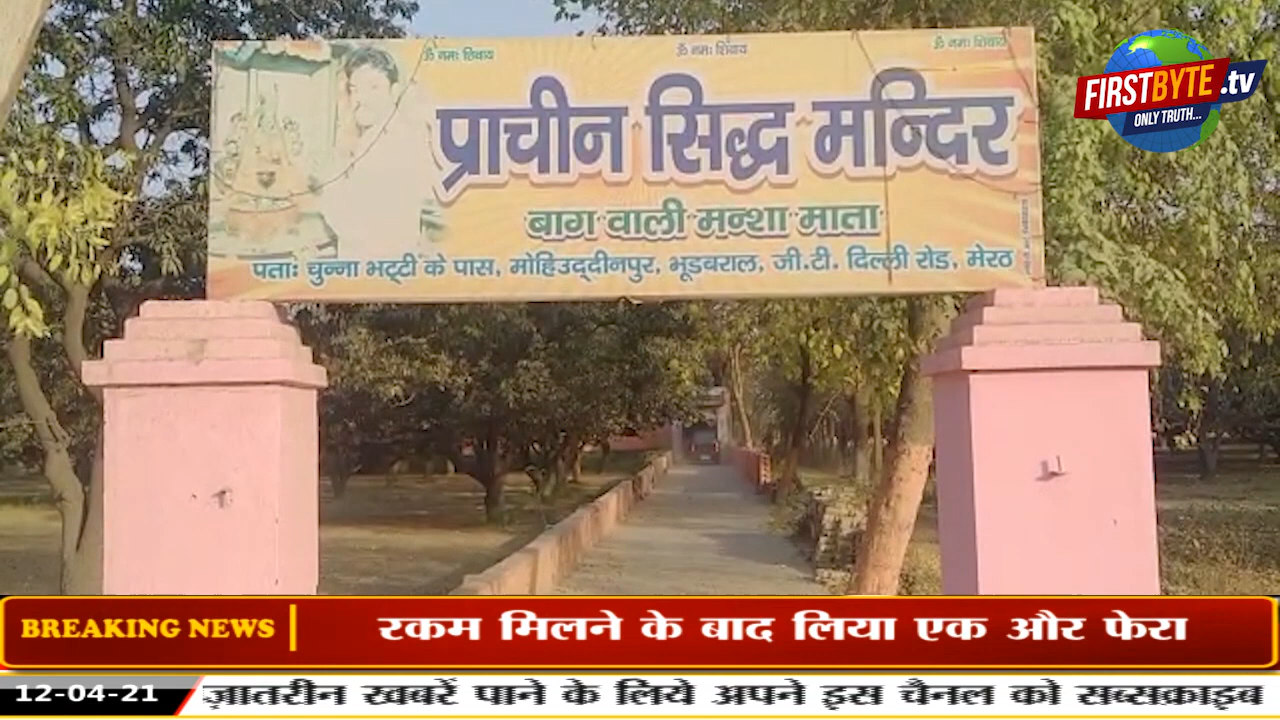 ॐ नमः शिवाय ॐ नमः शिवाय ॐ नमः शिवाय
FIRSTBYTE.tv
ONLY TRUTH...
प्राचीन सिद्ध मन्दिर
बाग वाली मन्शा माता
पताः चुन्ना भट्टी के पास, मोहिउद्दीनपुर, भूडबराल, जी.टी. दिल्ली रोड, मेरठ
BREAKING NEWS रकम मिलने के बाद लिया एक और फेरा
12-04-21 ज़ातरीन खबरें पाने के लिये अपने इस चैनल को सब्सक्राइब